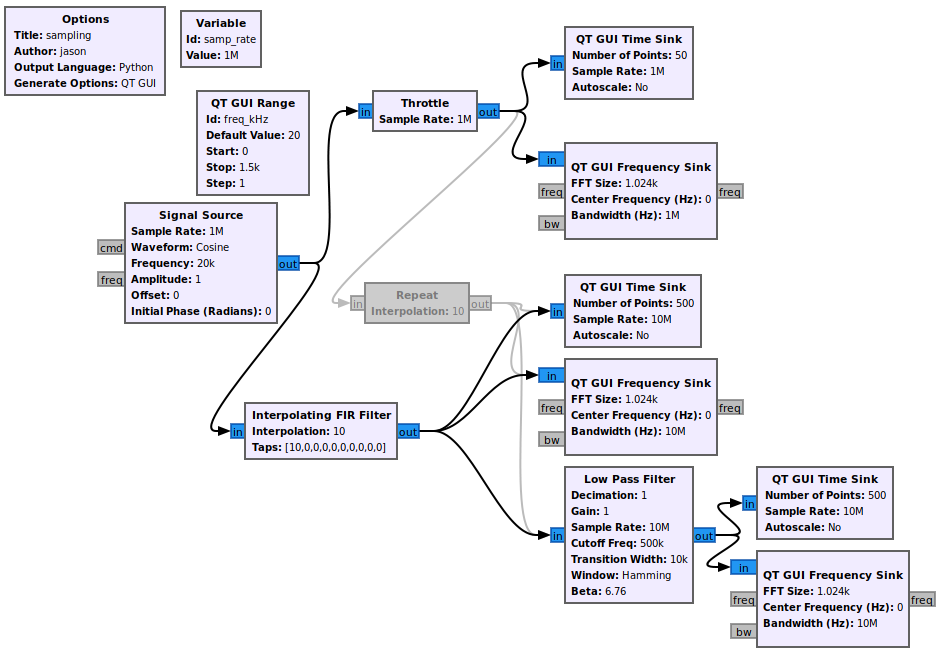 Options
Title: sampling
Author: jason
Output Language: Python
Generate Options: QT GUI
Variable
Id: samp_rate
Value: 1M
QT GUI Range
Id: freq_kHz
Default Value: 20
Start: 0
Stop: 1.5k
Step: 1
Signal Source
Sample Rate: 1M
Waveform: Cosine
Frequency: 20k
Amplitude: 1
Offset: 0
Initial Phase (Radians): 0
cmd
freq
out
in
Throttle
Sample Rate: 1M
out
in
QT GUI Time Sink
Number of Points: 50
Sample Rate: 1M
Autoscale: No
in
freq
bw
QT GUI Frequency Sink
FFT Size: 1.024k
Center Frequency (Hz): 0
Bandwidth (Hz): 1M
freq
in
Repeat
Interpolation: 10
out
in
QT GUI Time Sink
Number of Points: 500
Sample Rate: 10M
Autoscale: No
in
freq
bw
QT GUI Frequency Sink
FFT Size: 1.024k
Center Frequency (Hz): 0
Bandwidth (Hz): 10M
freq
in
Interpolating FIR Filter
Interpolation: 10
Taps: [10,0,0,0,0,0,0,0,0,0]
out
in
Low Pass Filter
Decimation: 1
Gain: 1
Sample Rate: 10M
Cutoff Freq: 500k
Transition Width: 10k
Window: Hamming
Beta: 6.76
out
in
QT GUI Time Sink
Number of Points: 500
Sample Rate: 10M
Autoscale: No
in
freq
bw
QT GUI Frequency Sink
FFT Size: 1.024k
Center Frequency (Hz): 0
Bandwidth (Hz): 10M
freq